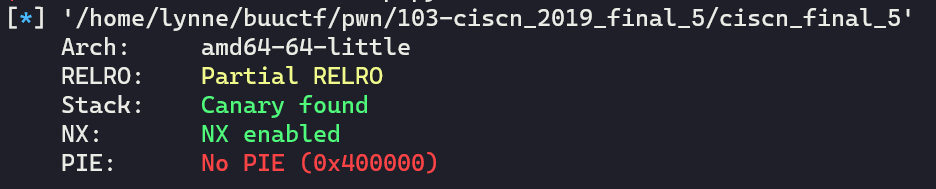 [*] '/home/lynne/buuctf/pwn/103-ciscn_2019_final_5/ciscn_final_5'
    Arch:     amd64-64-little
    RELRO:    Partial RELRO
    Stack:    Canary found
    NX:       NX enabled
    PIE:      No PIE (0x400000)